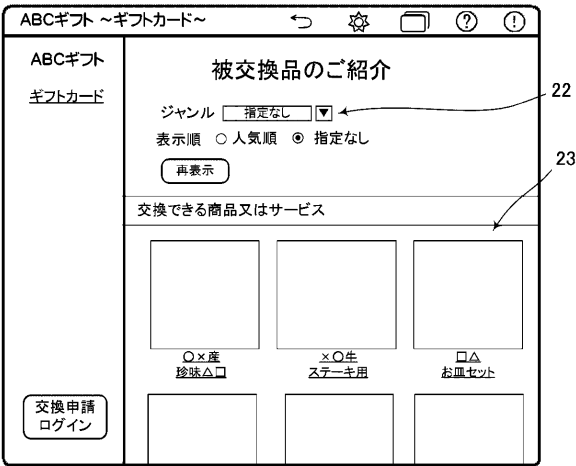 ABCギフト ～ギフトカード～
ABCギフト
ギフトカード
被交換品のご紹介
ジャンル 指定なし ▼
22
表示順 ○ 人気順 ◉ 指定なし
再表示
23
交換できる商品又はサービス
〇×産
珍味△□
×〇牛
ステーキ用
□△
お皿セット
交換申請
ログイン